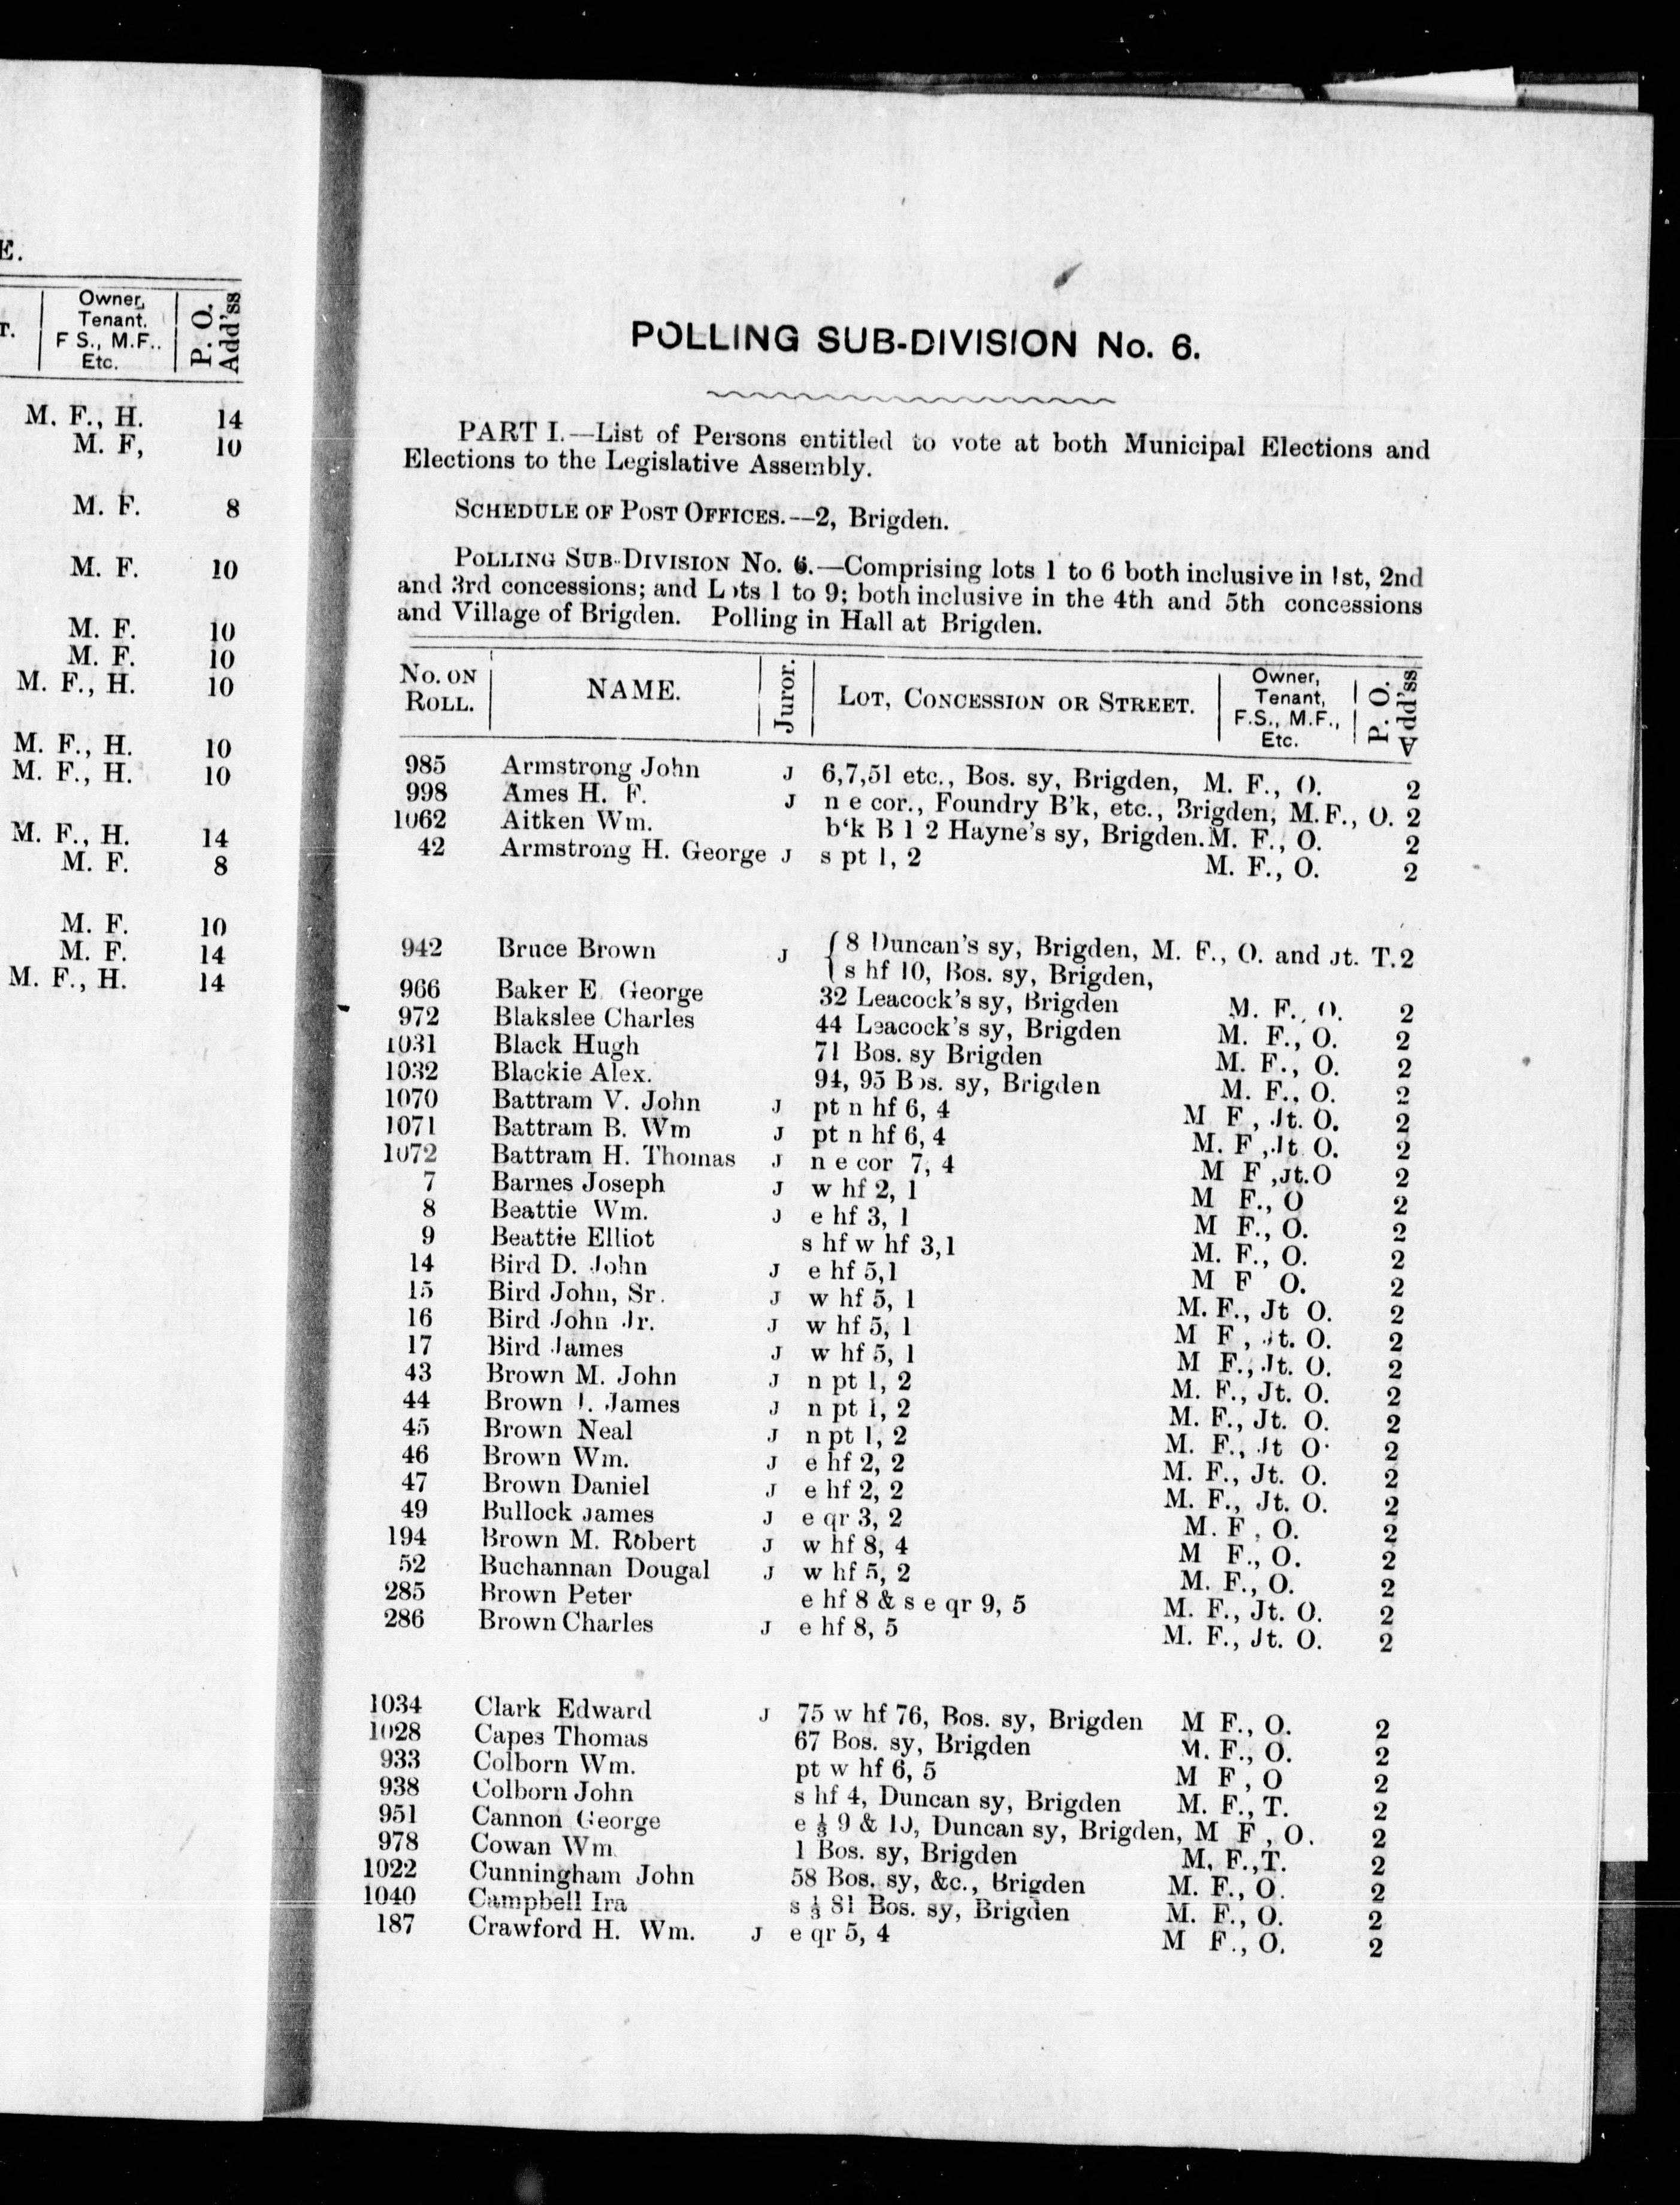 E.
T.
Owner,
Tenant.
F S., M.F..
Etc.
P. O.
Add'ss
M. F., H. 14
M. F, 10
M. F. 8
M. F. 10
M. F. 10
M. F. 10
M. F., H. 10
M. F., H. 10
M. F., H. 10
M. F., H. 14
M. F. 8
M. F. 10
M. F. 14
M. F., H. 14
POLLING SUB-DIVISION No. 6.
PART I.—List of Persons entitled to vote at both Municipal Elections and
Elections to the Legislative Assembly.
SCHEDULE OF POST OFFICES.--2, Brigden.
POLLING SUB-DIVISION No. 6.—Comprising lots 1 to 6 both inclusive in 1st, 2nd
and 3rd concessions; and Lots 1 to 9; both inclusive in the 4th and 5th concessions
and Village of Brigden. Polling in Hall at Brigden.
No. ON
ROLL.
NAME.
Juror.
LOT, CONCESSION OR STREET.
Owner,
Tenant,
F.S., M.F.,
Etc.
P. O.
Add'ss
985 Armstrong John J 6,7,51 etc., Bos. sy, Brigden, M. F., O. 2
998 Ames H. F. J n e cor., Foundry B'k, etc., Brigden, M.F., O. 2
1062 Aitken Wm. b'k B 1 2 Hayne's sy, Brigden. M. F., O. 2
42 Armstrong H. George J s pt 1, 2 M. F., O. 2
942 Bruce Brown J { 8 Duncan's sy, Brigden, M. F., O. and Jt. T. 2
{ s hf 10, Bos. sy, Brigden,
966 Baker E. George 32 Leacock's sy, Brigden M. F., O. 2
972 Blakslee Charles 44 Leacock's sy, Brigden M. F., O. 2
1031 Black Hugh 71 Bos. sy Brigden M. F., O. 2
1032 Blackie Alex. 94, 95 Bos. sy, Brigden M. F., O. 2
1070 Battram V. John J pt n hf 6, 4 M F , Jt. O. 2
1071 Battram B. Wm J pt n hf 6, 4 M. F ,Jt O. 2
1072 Battram H. Thomas J n e cor 7, 4 M F ,Jt.O 2
7 Barnes Joseph J w hf 2, 1 M F., O 2
8 Beattie Wm. J e hf 3, 1 M F., O. 2
9 Beattie Elliot s hf w hf 3,1 M. F., O. 2
14 Bird D. John J e hf 5,1 M F O. 2
15 Bird John, Sr. J w hf 5, 1 M. F., Jt O. 2
16 Bird John Jr. J w hf 5, 1 M F , Jt. O. 2
17 Bird James J w hf 5, 1 M F., Jt. O. 2
43 Brown M. John J n pt 1, 2 M. F., Jt. O. 2
44 Brown J. James J n pt 1, 2 M. F., Jt. O. 2
45 Brown Neal J n pt 1, 2 M. F., Jt O. 2
46 Brown Wm. J e hf 2, 2 M. F., Jt. O. 2
47 Brown Daniel J e hf 2, 2 M. F., Jt. O. 2
49 Bullock James J e qr 3, 2 M. F , O. 2
194 Brown M. Robert J w hf 8, 4 M F., O. 2
52 Buchannan Dougal J w hf 5, 2 M. F., O. 2
285 Brown Peter e hf 8 & s e qr 9, 5 M. F., Jt. O. 2
286 Brown Charles J e hf 8, 5 M. F., Jt. O. 2
1034 Clark Edward J 75 w hf 76, Bos. sy, Brigden M F., O. 2
1028 Capes Thomas 67 Bos. sy, Brigden M. F., O. 2
933 Colborn Wm. pt w hf 6, 5 M F , O 2
938 Colborn John s hf 4, Duncan sy, Brigden M. F., T. 2
951 Cannon George e ⅓ 9 & 10, Duncan sy, Brigden, M F , O. 2
978 Cowan Wm. 1 Bos. sy, Brigden M. F.,T. 2
1022 Cunningham John 58 Bos. sy, &c., Brigden M. F., O. 2
1040 Campbell Ira s ⅓ 81 Bos. sy, Brigden M. F., O. 2
187 Crawford H. Wm. J e qr 5, 4 M F., O. 2